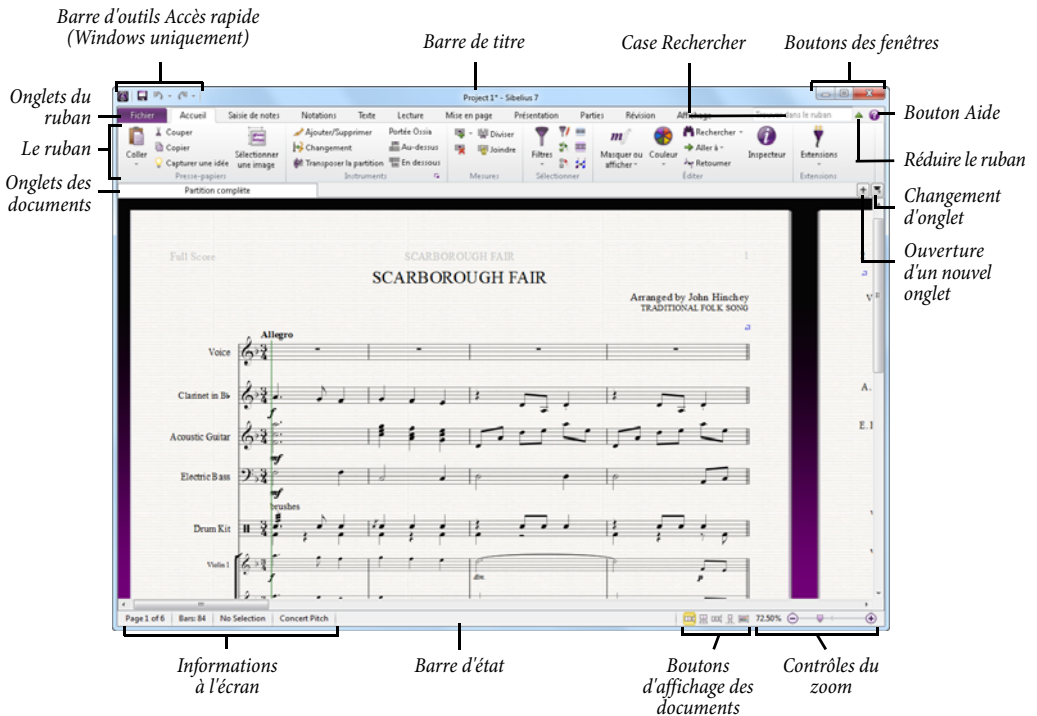 Barre d'outils Accès rapide
(Windows uniquement)
Barre de titre
Case Rechercher
Boutons des fenêtres
Onglets du
ruban
Le ruban
Onglets des
documents
Bouton Aide
Réduire le ruban
Changement
d'onglet
Ouverture
d'un nouvel
onglet
Project 1* - Sibelius 7
Fichier Accueil Saisie de notes Notations Texte Lecture Mise en page Présentation Parties Révision Affichage dans le ruban
Coller
Couper
Copier
Capturer une idée
Presse-papiers
Sélectionner
une image
Ajouter/Supprimer
Changement
Transposer la partition
Portée Ossia
Au-dessus
En dessous
Instruments
Diviser
Joindre
Mesures
Filtres
Sélectionner
Masquer ou
afficher
Couleur
Rechercher
Aller à
Retourner
Éditer
Inspecteur
Extensions
Extensions
Partition complète
Full Score SCARBOROUGH FAIR 1
SCARBOROUGH FAIR
Arranged by John Hinchey
TRADITIONAL FOLK SONG
Allegro
Voice
Clarinet in B♭
f
Acoustic Guitar
mf
Electric Bass
mf
brushes
Drum Kit
Violin 1
f
dim.
p
V
A.
E. I
Page 1 of 6 Bars: 84 No Selection Concert Pitch 72.50%
Informations
à l'écran
Barre d'état
Boutons
d'affichage des
documents
Contrôles du
zoom